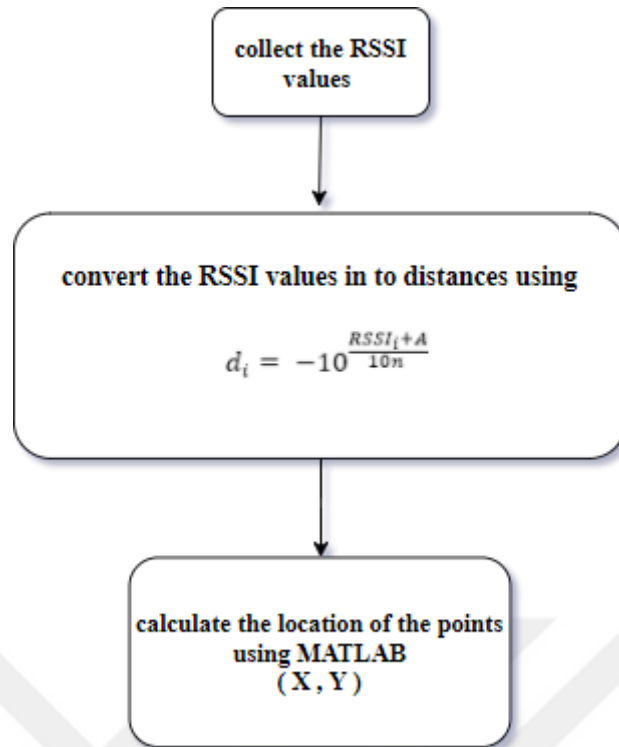 collect the RSSI
values
convert the RSSI values in to distances using
$d_i = -10^{\frac{RSSI_i+A}{10n}}$
calculate the location of the points
using MATLAB
( X , Y )